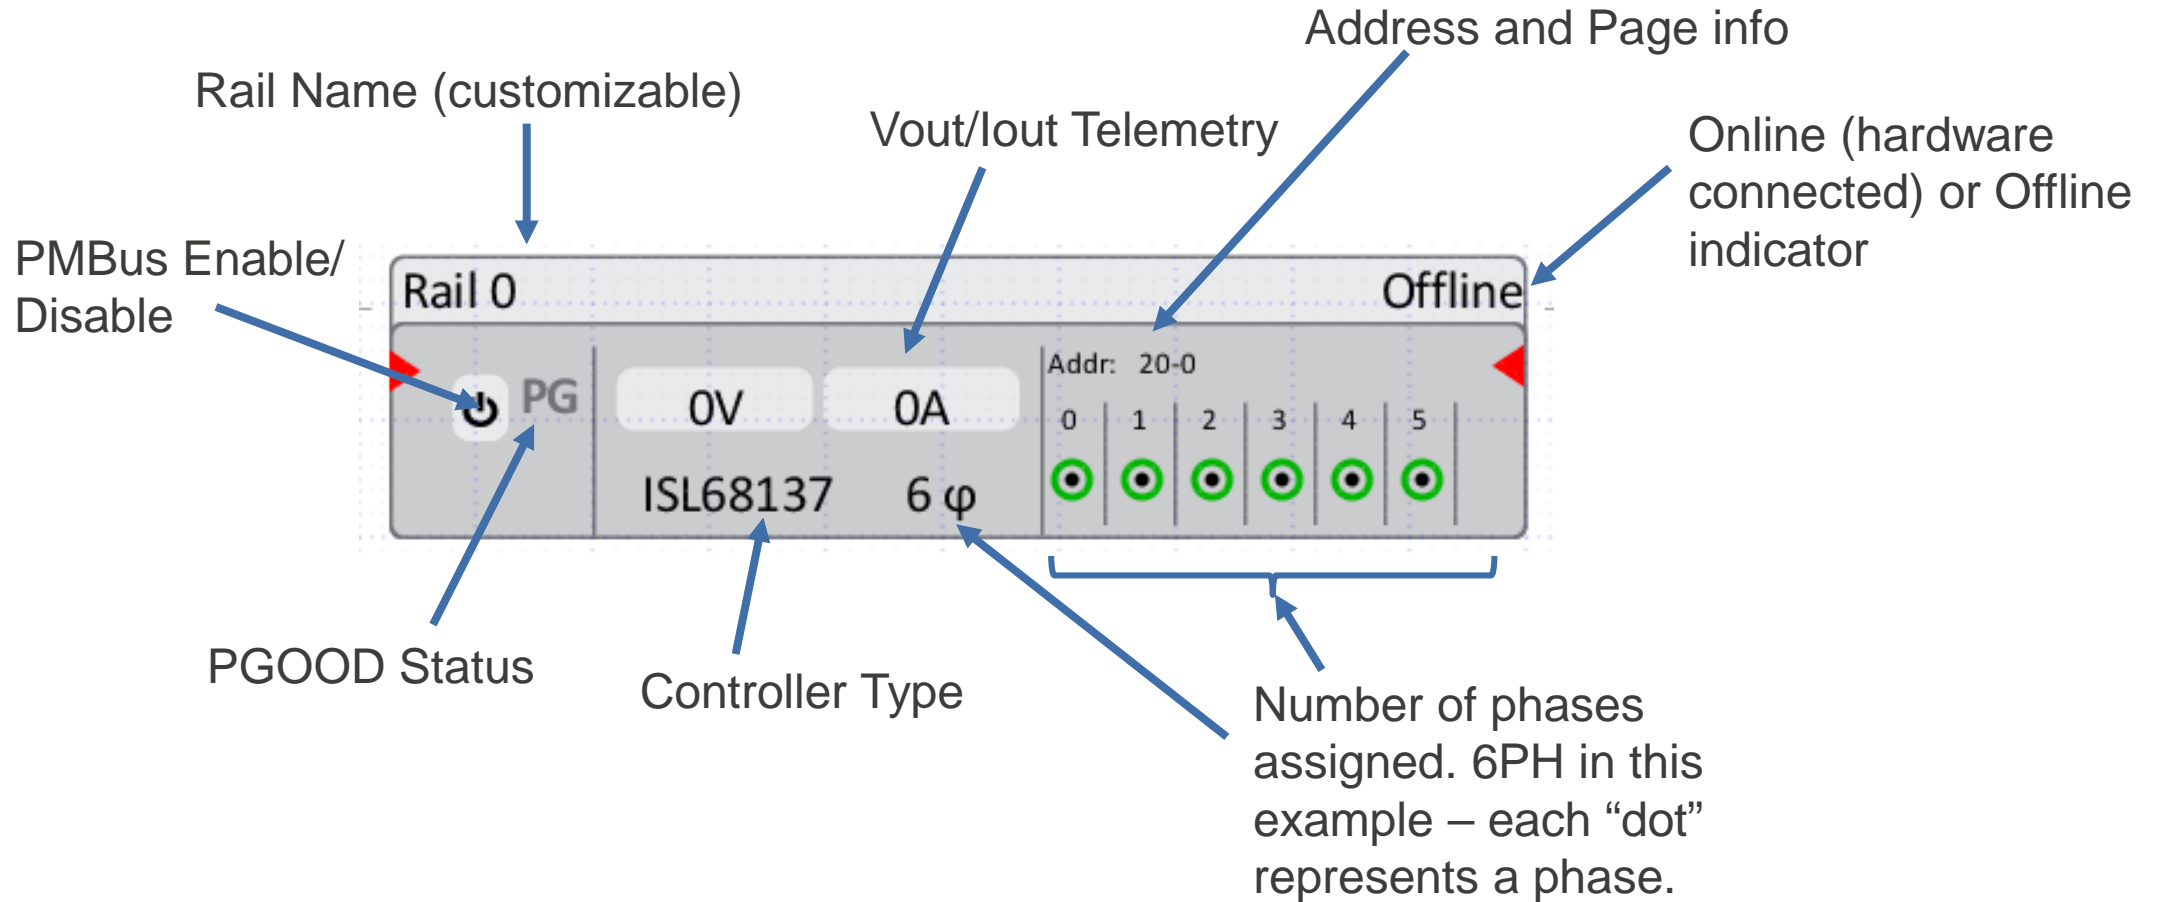 Address and Page info
Rail Name (customizable)
Vout/Iout Telemetry
Online (hardware
connected) or Offline
indicator
PMBus Enable/
Disable
Rail 0
Offline
PG
0V
0A
Addr: 20-0
0 1 2 3 4 5
ISL68137
6 φ
PGOOD Status
Controller Type
Number of phases
assigned. 6PH in this
example – each “dot”
represents a phase.